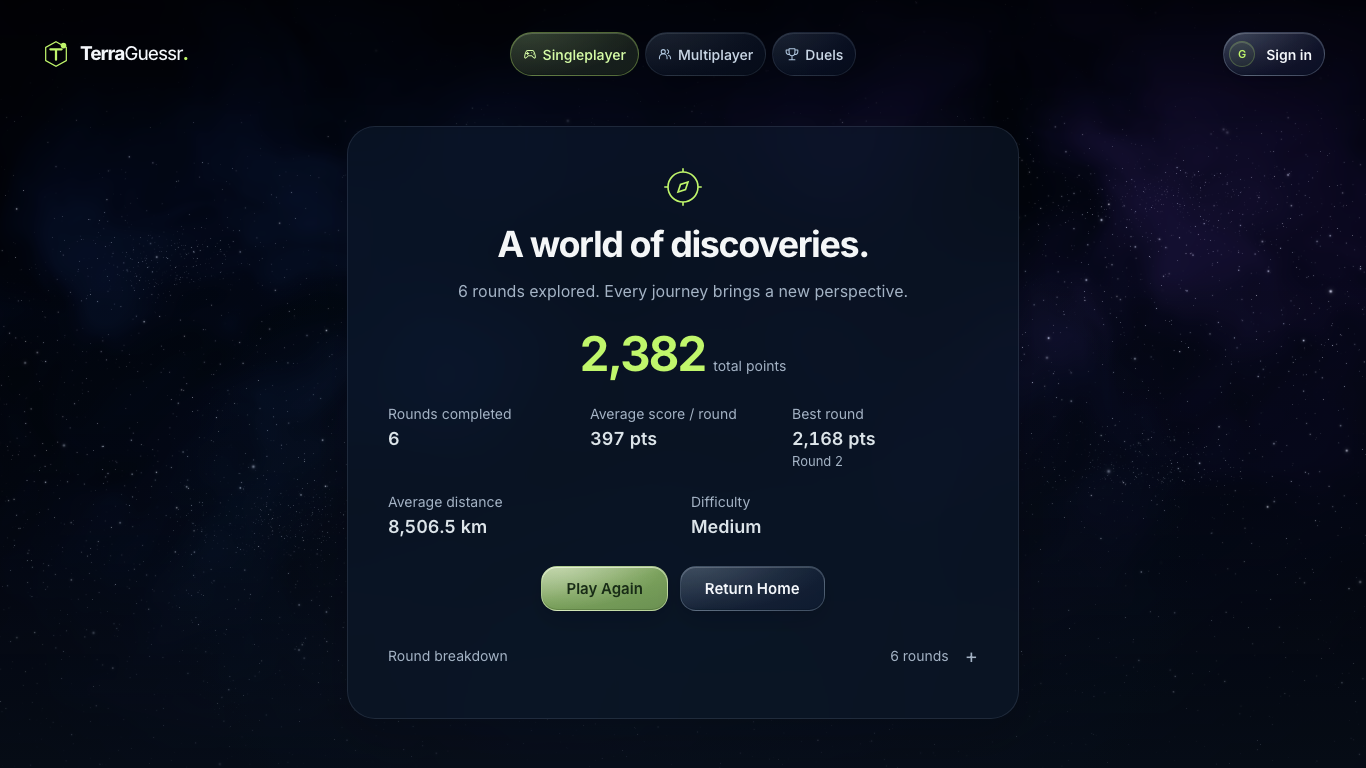 TerraGuessr.
Singleplayer
Multiplayer
Duels
G
Sign in
A world of discoveries.
6 rounds explored. Every journey brings a new perspective.
2,382 total points
Rounds completed
6
Average score / round
397 pts
Best round
2,168 pts
Round 2
Average distance
8,506.5 km
Difficulty
Medium
Play Again
Return Home
Round breakdown
6 rounds +